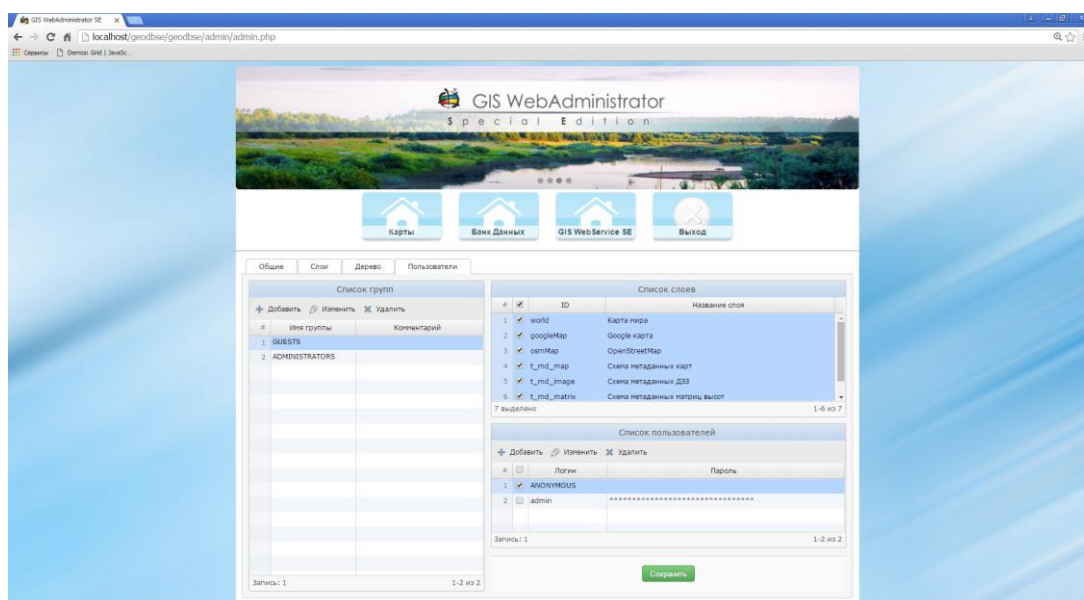 GIS WebAdministrator SE
localhost/geodbse/geodbse/admin/admin.php
Сервисы Demos: Grid | JavaSc...
GIS WebAdministrator
Special Edition
Карты
Банк Данных
GIS WebService SE
Выход
Общие Слои Дерево Пользователи
Список групп
Добавить Изменить Удалить
# Имя группы Комментарий
1 GUESTS
2 ADMINISTRATORS
Запись: 1 1-2 из 2
Список слоев
# ID Название слоя
1 world Карта мира
2 googleMap Google карта
3 osmMap OpenStreetMap
4 t_md_map Схема метаданных карт
5 t_md_image Схема метаданных ДЗЗ
6 t_md_matrix Схема метаданных матриц высот
7 выделено 1-6 из 7
Список пользователей
Добавить Изменить Удалить
# Логин Пароль
1 ANONYMOUS
2 admin ********************************
Запись: 1 1-2 из 2
Сохранить